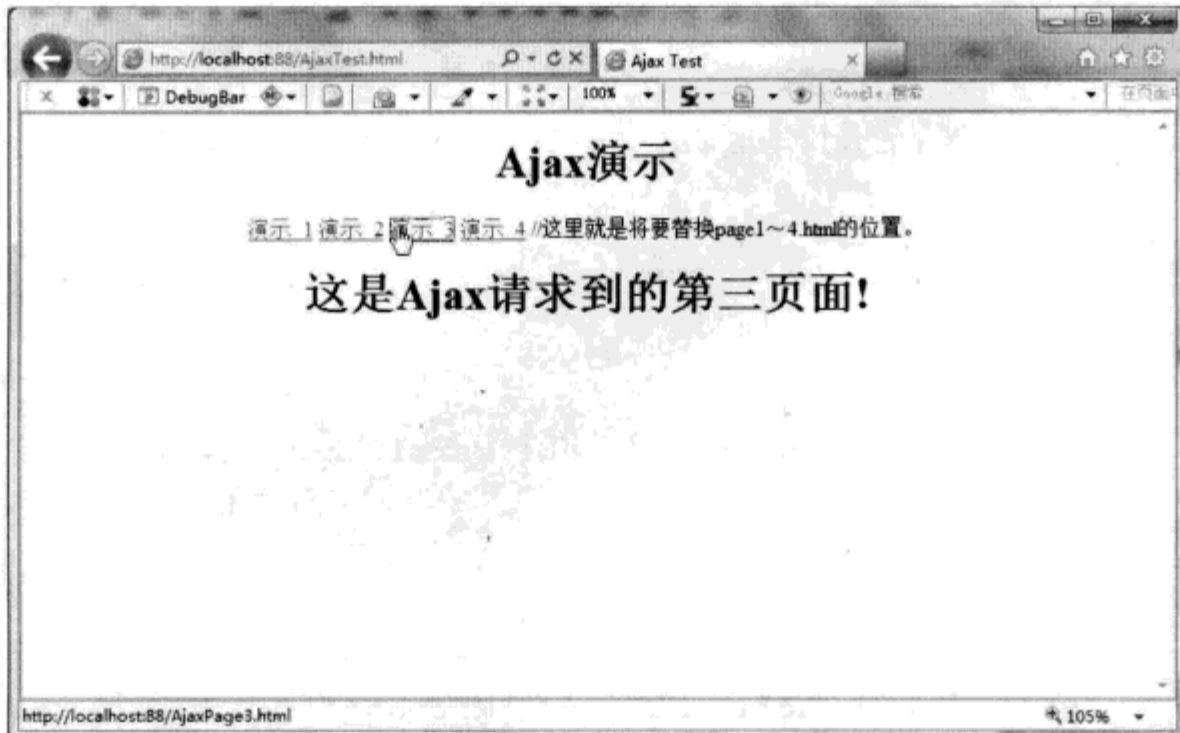 http://localhost:88/AjaxTest.html
Ajax Test
DebugBar
100%
Google 搜索
Ajax演示
演示 1 演示 2 演示 3 演示 4 //这里就是将要替换page1～4.html的位置。
这是Ajax请求到的第三页面!
http://localhost:88/AjaxPage3.html
105%